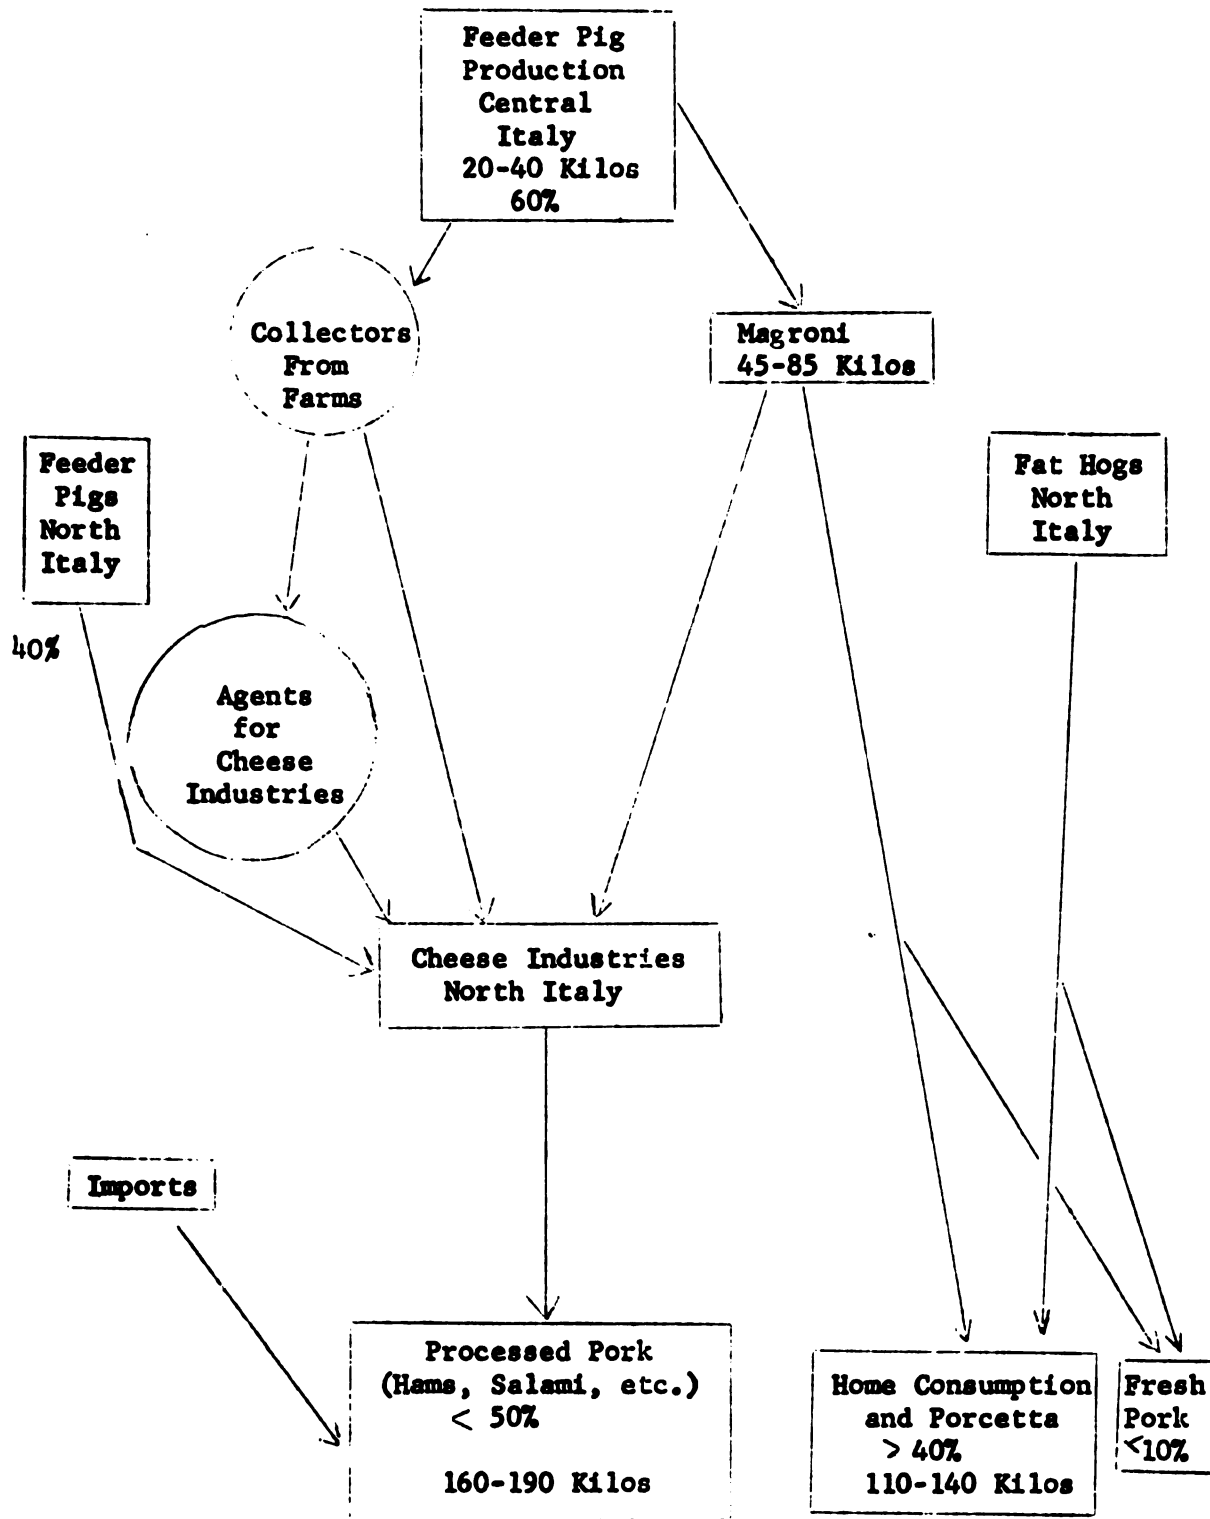 Feeder Pig
Production
Central
Italy
20-40 Kilos
60%
Collectors
From
Farms
Magroni
45-85 Kilos
Feeder
Pigs
North
Italy
40%
Fat Hogs
North
Italy
Agents
for
Cheese
Industries
Cheese Industries
North Italy
Imports
Processed Pork
(Hams, Salami, etc.)
< 50%
160-190 Kilos
Home Consumption
and Porcetta
> 40%
110-140 Kilos
Fresh
Pork
<10%